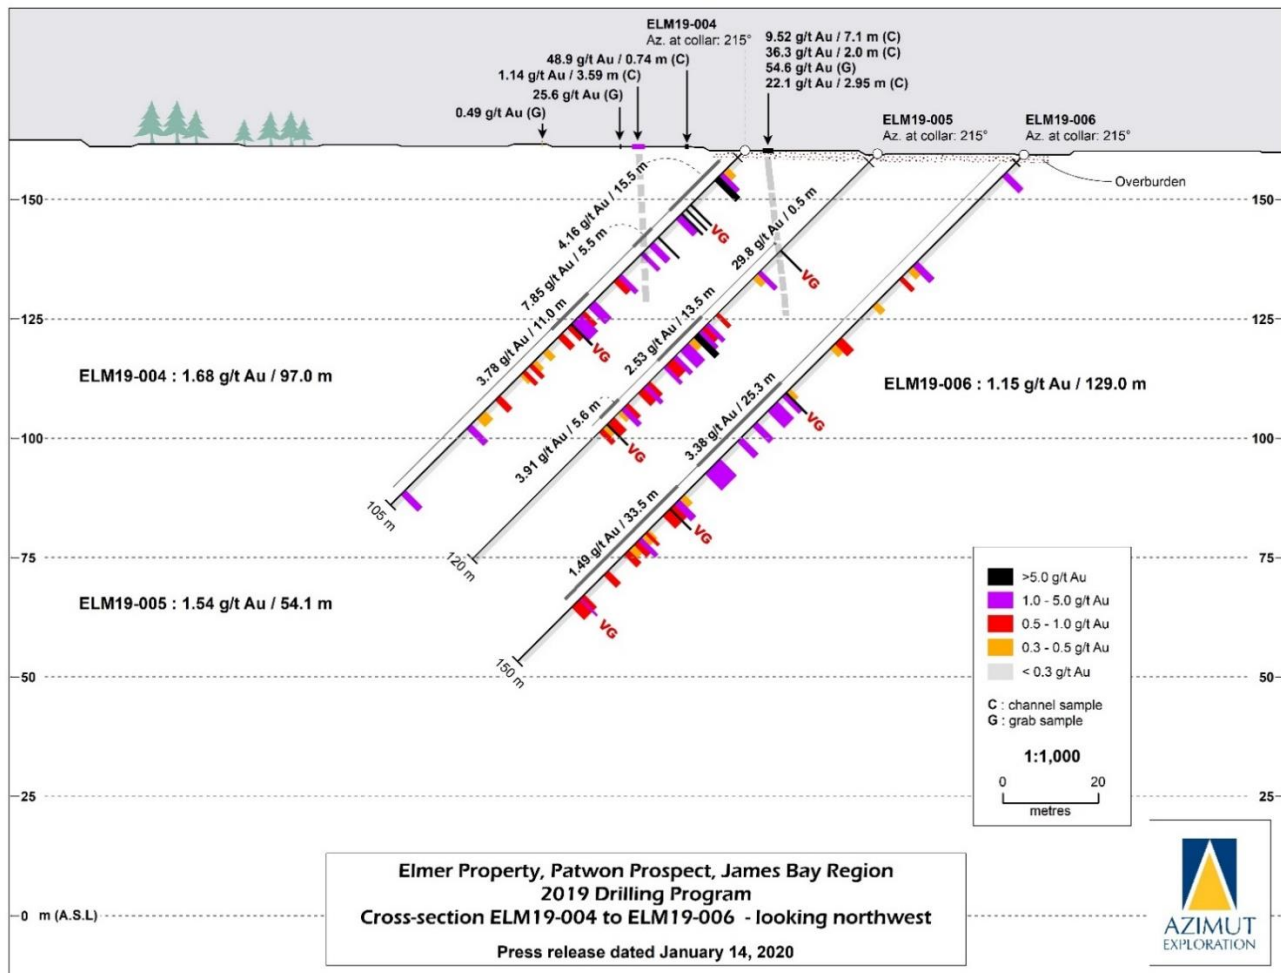 ELM19-004
Az. at collar: 215°
9.52 g/t Au / 7.1 m (C)
36.3 g/t Au / 2.0 m (C)
54.6 g/t Au (G)
22.1 g/t Au / 2.95 m (C)
48.9 g/t Au / 0.74 m (C)
1.14 g/t Au / 3.59 m (C)
25.6 g/t Au (G)
0.49 g/t Au (G)
ELM19-005
Az. at collar: 215°
ELM19-006
Az. at collar: 215°
Overburden
150
150
4.16 g/t Au / 15.5 m
7.85 g/t Au / 5.5 m
3.78 g/t Au / 11.0 m
VG
VG
29.8 g/t Au / 0.5 m
VG
2.53 g/t Au / 13.5 m
3.91 g/t Au / 5.6 m
VG
3.38 g/t Au / 25.3 m
VG
1.49 g/t Au / 33.5 m
VG
VG
125
125
ELM19-004 : 1.68 g/t Au / 97.0 m
ELM19-006 : 1.15 g/t Au / 129.0 m
100
100
105 m
120 m
150 m
75
75
ELM19-005 : 1.54 g/t Au / 54.1 m
50
50
25
25
0 m (A.S.L)
0
>5.0 g/t Au
1.0 - 5.0 g/t Au
0.5 - 1.0 g/t Au
0.3 - 0.5 g/t Au
< 0.3 g/t Au
C : channel sample
G : grab sample
1:1,000
0 20
metres
Elmer Property, Patwon Prospect, James Bay Region
2019 Drilling Program
Cross-section ELM19-004 to ELM19-006 - looking northwest
Press release dated January 14, 2020
AZIMUT
EXPLORATION